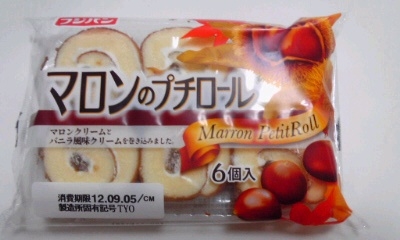 フジパン
マロンのプチロール
Marron PetitRoll
マロンクリームと
バニラ風味クリームを巻き込みました。
6個入
消費期限12.09.05/CM
製造所固有記号TYO